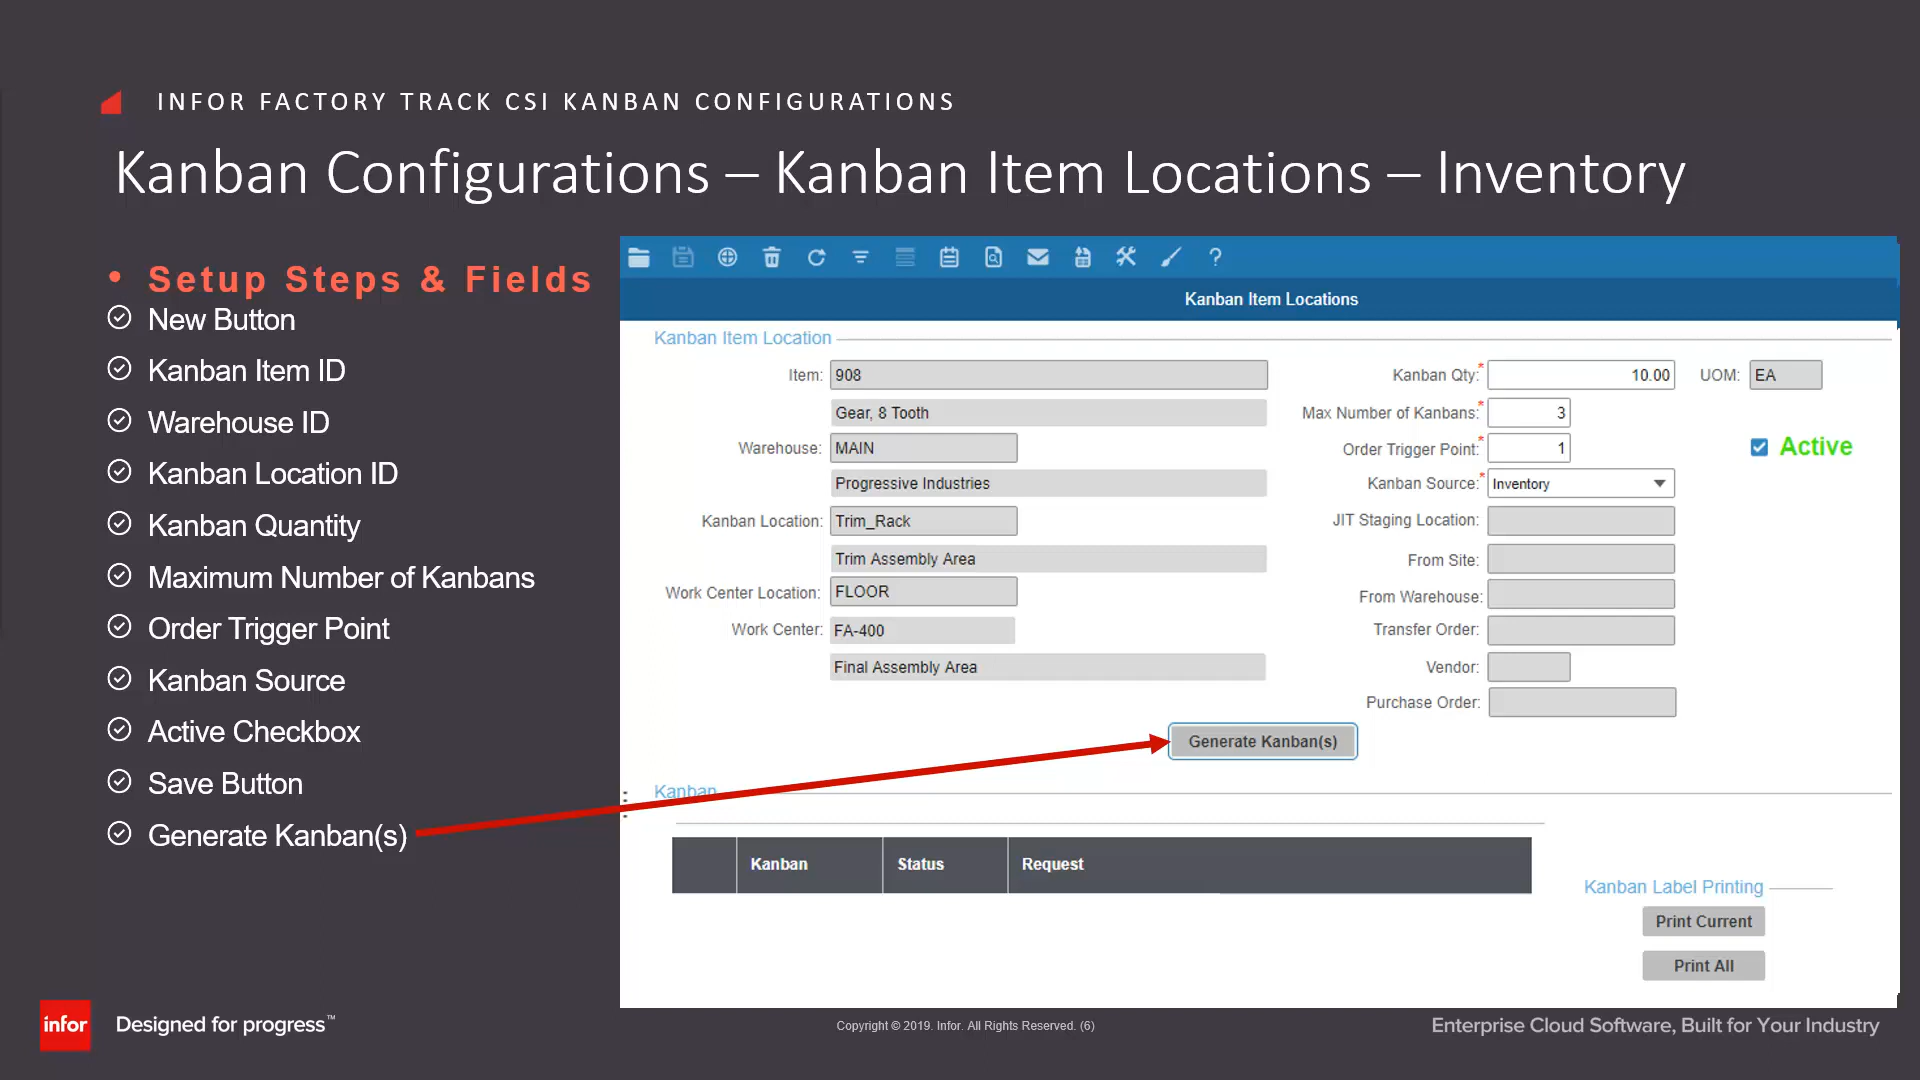 INFOR FACTORY TRACK CSI KANBAN CONFIGURATIONS
Kanban Configurations – Kanban Item Locations – Inventory
• Setup Steps & Fields
New Button
Kanban Item ID
Warehouse ID
Kanban Location ID
Kanban Quantity
Maximum Number of Kanbans
Order Trigger Point
Kanban Source
Active Checkbox
Save Button
Generate Kanban(s)
Kanban Item Locations
Kanban Item Location
Item: 908
Gear, 8 Tooth
Warehouse: MAIN
Progressive Industries
Kanban Location: Trim_Rack
Trim Assembly Area
Work Center Location: FLOOR
Work Center: FA-400
Final Assembly Area
Kanban Qty:* 10.00 UOM: EA
Max Number of Kanbans:* 3
Order Trigger Point:* 1
Active
Kanban Source:* Inventory
JIT Staging Location:
From Site:
From Warehouse:
Transfer Order:
Vendor:
Purchase Order:
Generate Kanban(s)
Kanban
Kanban Status Request
Kanban Label Printing
Print Current
Print All
infor Designed for progress™
Copyright © 2019. Infor. All Rights Reserved. (6)
Enterprise Cloud Software, Built for Your Industry